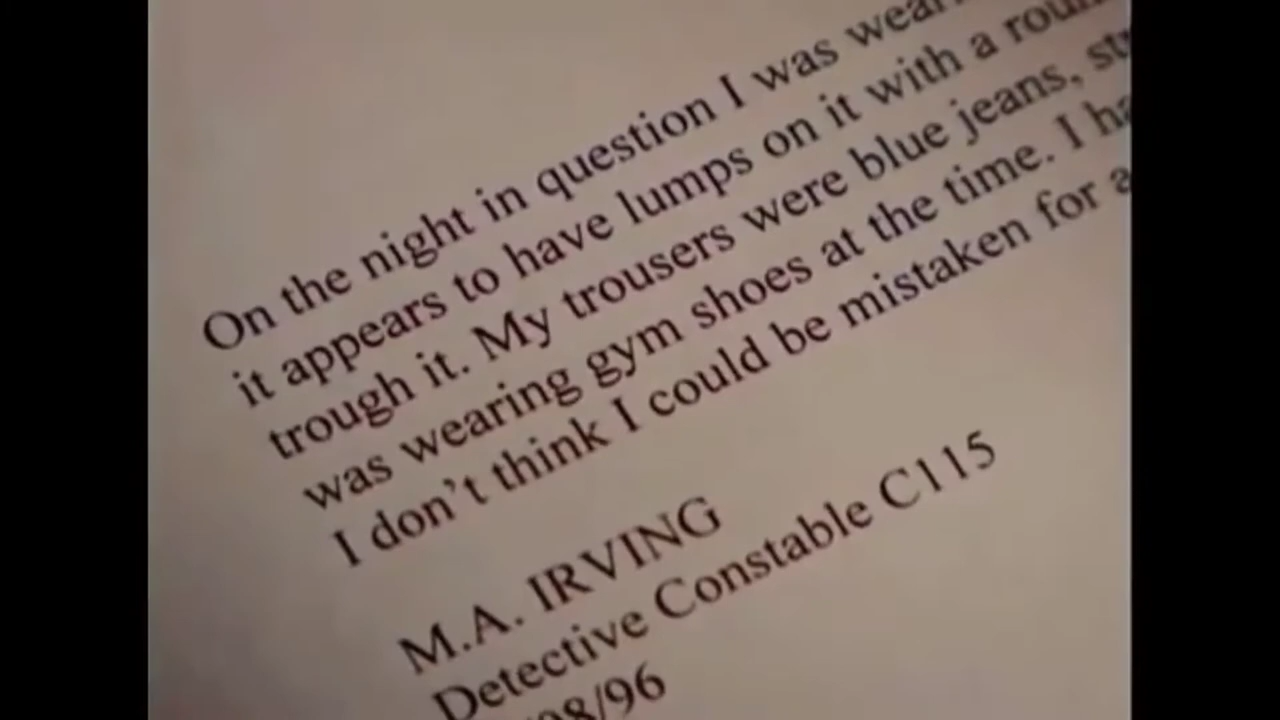 On the night in question I was
it appears to have lumps on it with a
trough it. My trousers were blue jeans,
was wearing gym shoes at the time. I
I don't think I could be mistaken for
M.A. IRVING
Detective Constable C115
/96